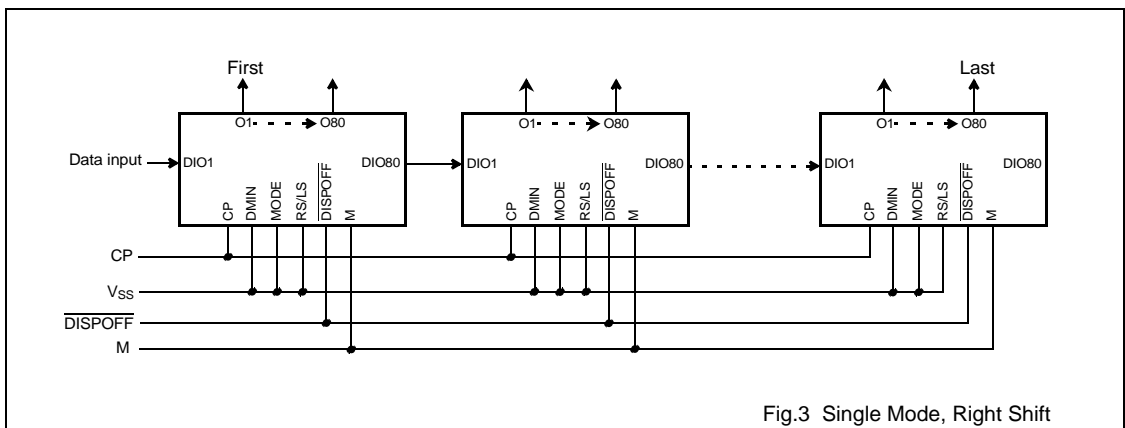 First
Last
O1
O80
O1
O80
O1
O80
Data input
DIO1
DIO80
DIO1
DIO80
DIO1
DIO80
CP
DMIN
MODE
RS/LS
DISPOFF
M
CP
DMIN
MODE
RS/LS
DISPOFF
M
CP
DMIN
MODE
RS/LS
DISPOFF
M
CP
VSS
DISPOFF
M
Fig.3 Single Mode, Right Shift